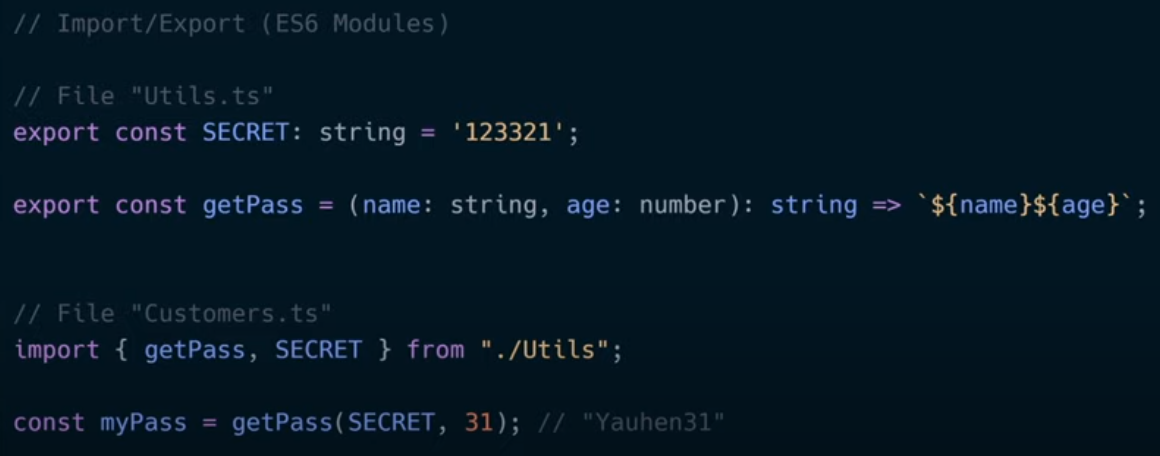 // Import/Export (ES6 Modules)
// File "Utils.ts"
export const SECRET: string = '123321';
export const getPass = (name: string, age: number): string => `${name}${age}`;
// File "Customers.ts"
import { getPass, SECRET } from "./Utils";
const myPass = getPass(SECRET, 31); // "Yauhen31"